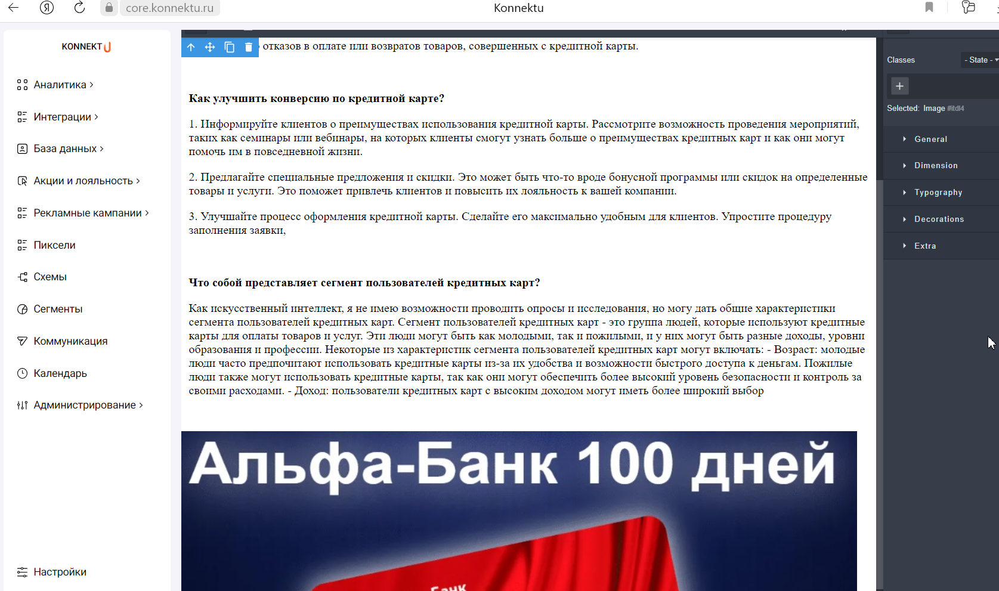 core.konnektu.ru
Konnektu
KONNEKTU
Аналитика
Интеграции
База данных
Акции и лояльность
Рекламные кампании
Пиксели
Схемы
Сегменты
Коммуникация
Календарь
Администрирование
Настройки
отказов в оплате или возвратов товаров, совершенных с кредитной карты.
Как улучшить конверсию по кредитной карте?
1. Информируйте клиентов о преимуществах использования кредитной карты. Рассмотрите возможность проведения мероприятий,
таких как семинары или вебинары, на которых клиенты смогут узнать больше о преимуществах кредитных карт и как они могут
помочь им в повседневной жизни.
2. Предлагайте специальные предложения и скидки. Это может быть что-то вроде бонусной программы или скидок на определенные
товары и услуги. Это поможет привлечь клиентов и повысить их лояльность к вашей компании.
3. Улучшайте процесс оформления кредитной карты. Сделайте его максимально удобным для клиентов. Упростите процедуру
заполнения заявки,
Что собой представляет сегмент пользователей кредитных карт?
Как искусственный интеллект, я не имею возможности проводить опросы и исследования, но могу дать общие характеристики
сегмента пользователей кредитных карт. Сегмент пользователей кредитных карт - это группа людей, которые используют кредитные
карты для оплаты товаров и услуг. Эти люди могут быть как молодыми, так и пожилыми, и у них могут быть разные доходы, уровни
образования и профессии. Некоторые из характеристик сегмента пользователей кредитных карт могут включать: - Возраст: молодые
люди часто предпочитают использовать кредитные карты из-за их удобства и возможности быстрого доступа к деньгам. Пожилые
люди также могут использовать кредитные карты, так как они могут обеспечить более высокий уровень безопасности и контроль за
своими расходами. - Доход: пользователи кредитных карт с высоким доходом могут иметь более широкий выбор
Альфа-Банк 100 дней
Банк
Classes
- State -
+
Selected: Image #itdl4
General
Dimension
Typography
Decorations
Extra